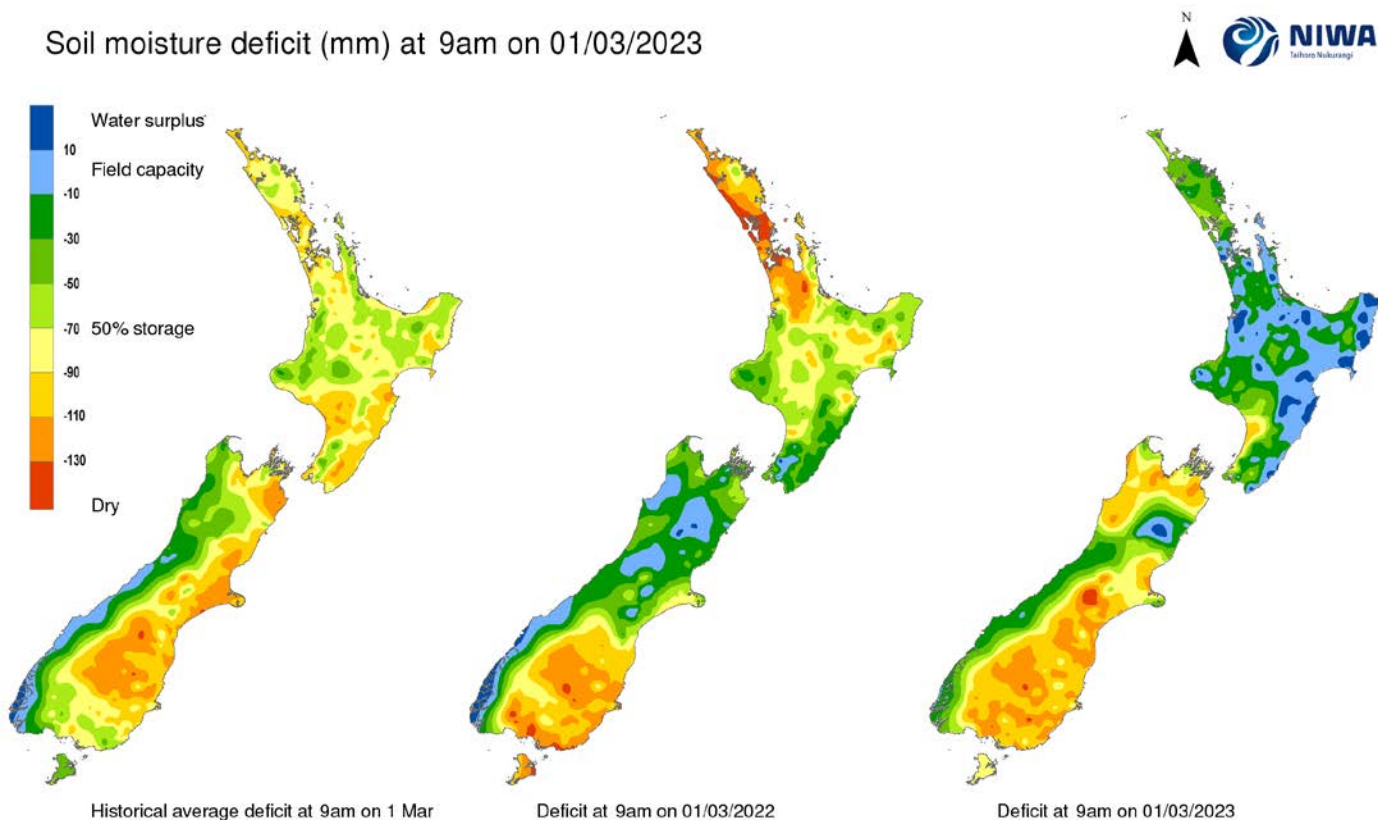 Soil moisture deficit (mm) at 9am on 01/03/2023
N
NIWA
Taihoro Nukurangi
Water surplus
10
Field capacity
-10
-30
-50
-70
50% storage
-90
-110
-130
Dry
Historical average deficit at 9am on 1 Mar
Deficit at 9am on 01/03/2022
Deficit at 9am on 01/03/2023